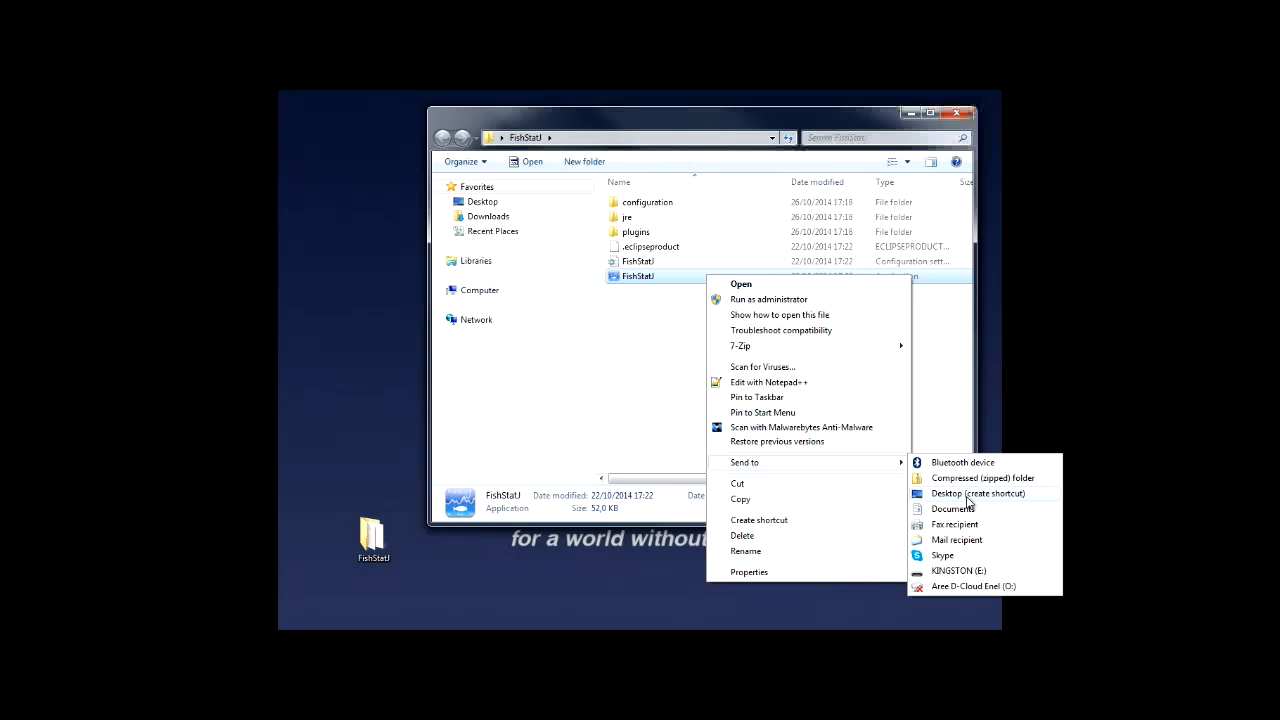 FishStatJ
Organize
Open
New folder
Favorites
Desktop
Downloads
Recent Places
Libraries
Computer
Network
Name Date modified Type
configuration 26/10/2014 17:18 File folder
jre 26/10/2014 17:18 File folder
plugins 26/10/2014 17:18 File folder
.eclipseproduct 22/10/2014 17:22 ECLIPSEPRODUCT...
FishStatJ 22/10/2014 17:22 Configuration sett...
FishStatJ
Open
Run as administrator
Show how to open this file
Troubleshoot compatibility
7-Zip
Scan for Viruses...
Edit with Notepad++
Pin to Taskbar
Pin to Start Menu
Scan with Malwarebytes Anti-Malware
Restore previous versions
Send to
Cut
Copy
Create shortcut
Delete
Rename
Properties
Bluetooth device
Compressed (zipped) folder
Desktop (create shortcut)
Documents
Fax recipient
Mail recipient
Skype
KINGSTON (E:)
Aree D-Cloud Enel (O:)
FishStatJ Date modified: 22/10/2014 17:22
Application Size: 52,0 KB
for a world without
FishStatJ